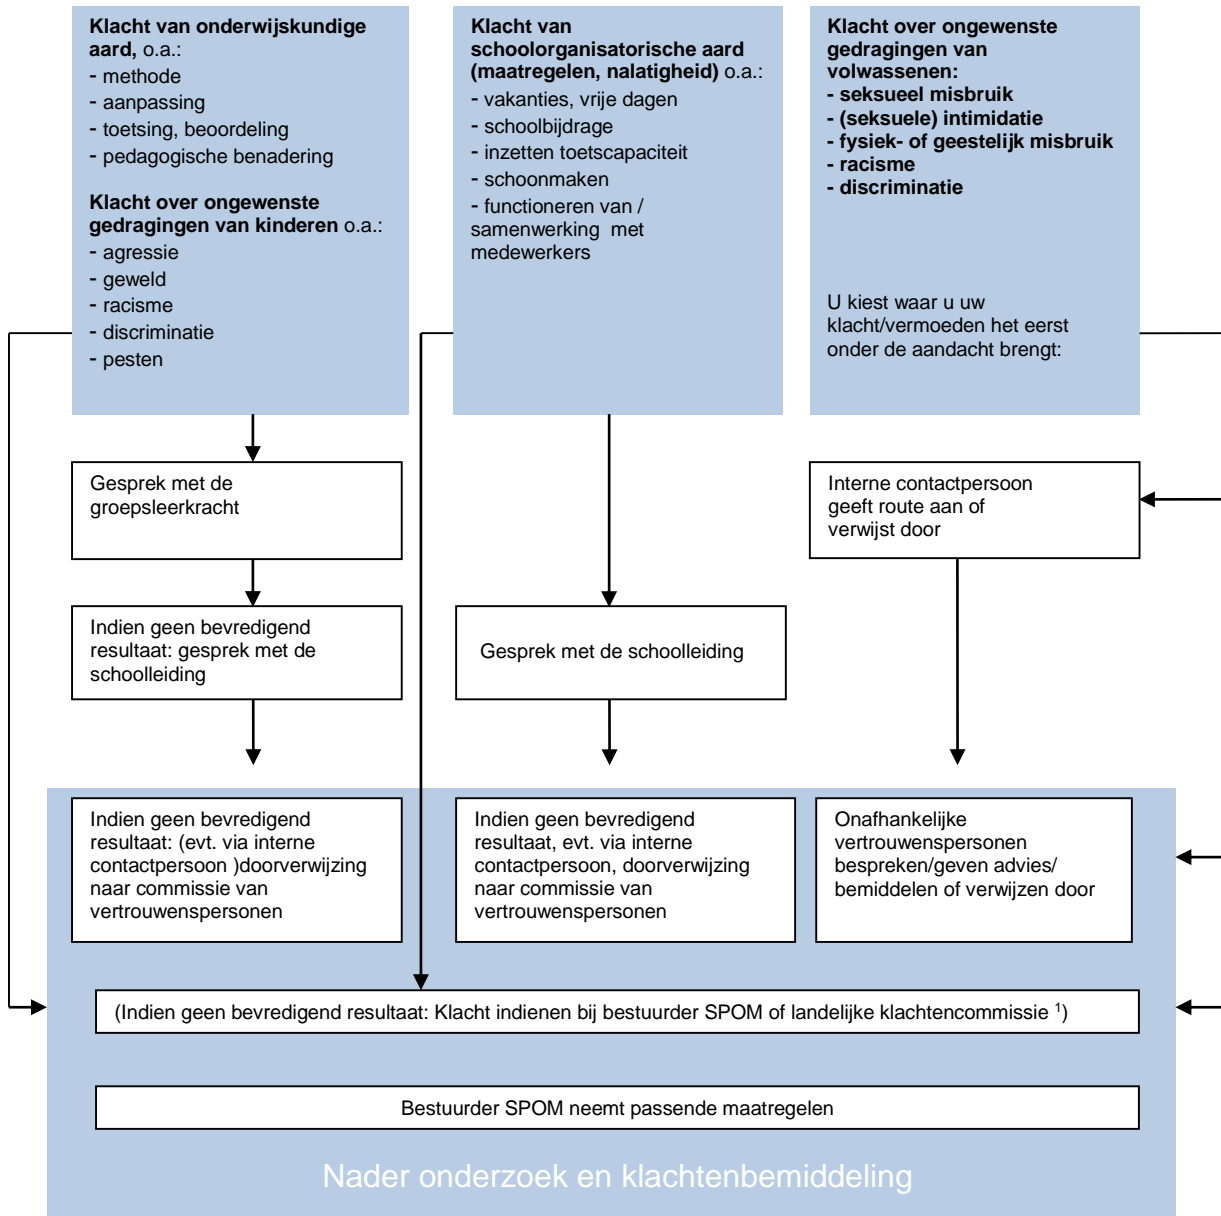 Klacht van onderwijskundige
aard, o.a.:
- methode
- aanpassing
- toetsing, beoordeling
- pedagogische benadering
Klacht over ongewenste
gedragingen van kinderen o.a.:
- agressie
- geweld
- racisme
- discriminatie
- pesten
Klacht van
schoolorganisatorische aard
(maatregelen, nalatigheid) o.a.:
- vakanties, vrije dagen
- schoolbijdrage
- inzetten toetscapaciteit
- schoonmaken
- functioneren van /
samenwerking met
medewerkers
Klacht over ongewenste
gedragingen van
volwassenen:
- seksueel misbruik
- (seksuele) intimidatie
- fysiek- of geestelijk misbruik
- racisme
- discriminatie
U kiest waar u uw
klacht/vermoeden het eerst
onder de aandacht brengt:
Gesprek met de
groepsleerkracht
Interne contactpersoon
geeft route aan of
verwijst door
Indien geen bevredigend
resultaat: gesprek met de
schoolleiding
Gesprek met de schoolleiding
Indien geen bevredigend
resultaat: (evt. via interne
contactpersoon )doorverwijzing
naar commissie van
vertrouwenspersonen
Indien geen bevredigend
resultaat, evt. via interne
contactpersoon, doorverwijzing
naar commissie van
vertrouwenspersonen
Onafhankelijke
vertrouwenspersonen
bespreken/geven advies/
bemiddelen of verwijzen door
(Indien geen bevredigend resultaat: Klacht indienen bij bestuurder SPOM of landelijke klachtencommissie ¹)
Bestuurder SPOM neemt passende maatregelen
Nader onderzoek en klachtenbemiddeling